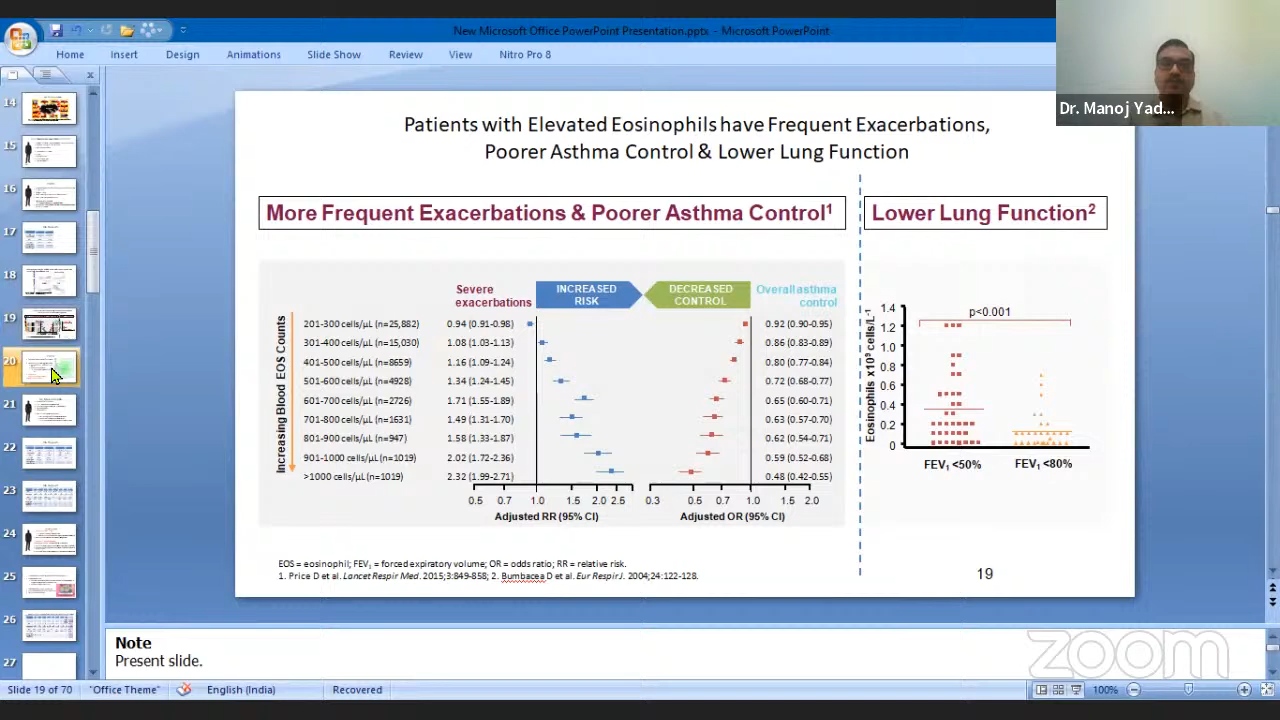 New Microsoft Office PowerPoint Presentation.pptx - Microsoft PowerPoint
Home Insert Design Animations Slide Show Review View Nitro Pro 8
Dr. Manoj Yad...
14
15
16
17
18
19
20
21
22
23
24
25
26
27
Patients with Elevated Eosinophils have Frequent Exacerbations,
Poorer Asthma Control & Lower Lung Function
More Frequent Exacerbations & Poorer Asthma Control¹
Lower Lung Function²
Increasing Blood EOS Counts
Severe exacerbations
INCREASED RISK
DECREASED CONTROL
Overall asthma control
201-300 cells/µL (n=25,882) 0.94 (0.91-0.98) 0.92 (0.90-0.95)
301-400 cells/µL (n=15,030) 1.08 (1.03-1.13) 0.86 (0.83-0.89)
401-500 cells/µL (n=8659) 1.16 (1.09-1.24) 0.80 (0.77-0.84)
501-600 cells/µL (n=4928) 1.34 (1.24-1.45) 0.72 (0.68-0.77)
601-700 cells/µL (n=2726) 1.71 (1.55-1.89) 0.65 (0.60-0.71)
701-800 cells/µL (n=1631) 1.49 (1.31-1.70) 0.63 (0.57-0.70)
801-900 cells/µL (n=947) 1.58 (1.33-1.87) 0.62 (0.54-0.71)
901-1000 cells/µL (n=1019) 2.02 (1.72-2.36) 0.59 (0.52-0.68)
>1000 cells/µL (n=1019) 2.32 (1.99-2.71) 0.48 (0.42-0.55)
0.5 0.7 1.0 1.5 2.0 2.5 0.3 0.5 0.7 1.0 1.5 2.0
Adjusted RR (95% CI) Adjusted OR (95% CI)
Eosinophils x10⁹ cells/L⁻¹
p<0.001
1.4
1.2
1.0
0.8
0.6
0.4
0.2
0
FEV₁ <50% FEV₁ <80%
EOS = eosinophil; FEV₁ = forced expiratory volume; OR = odds ratio; RR = relative risk.
1. Price D et al. Lancet Respir Med. 2015;3:849-858; 2. Bumbacea D et al. Eur Respir J. 2004;24:122-128.
19
Note
Present slide.
zoom
Slide 19 of 70 "Office Theme" English (India) Recovered 100%